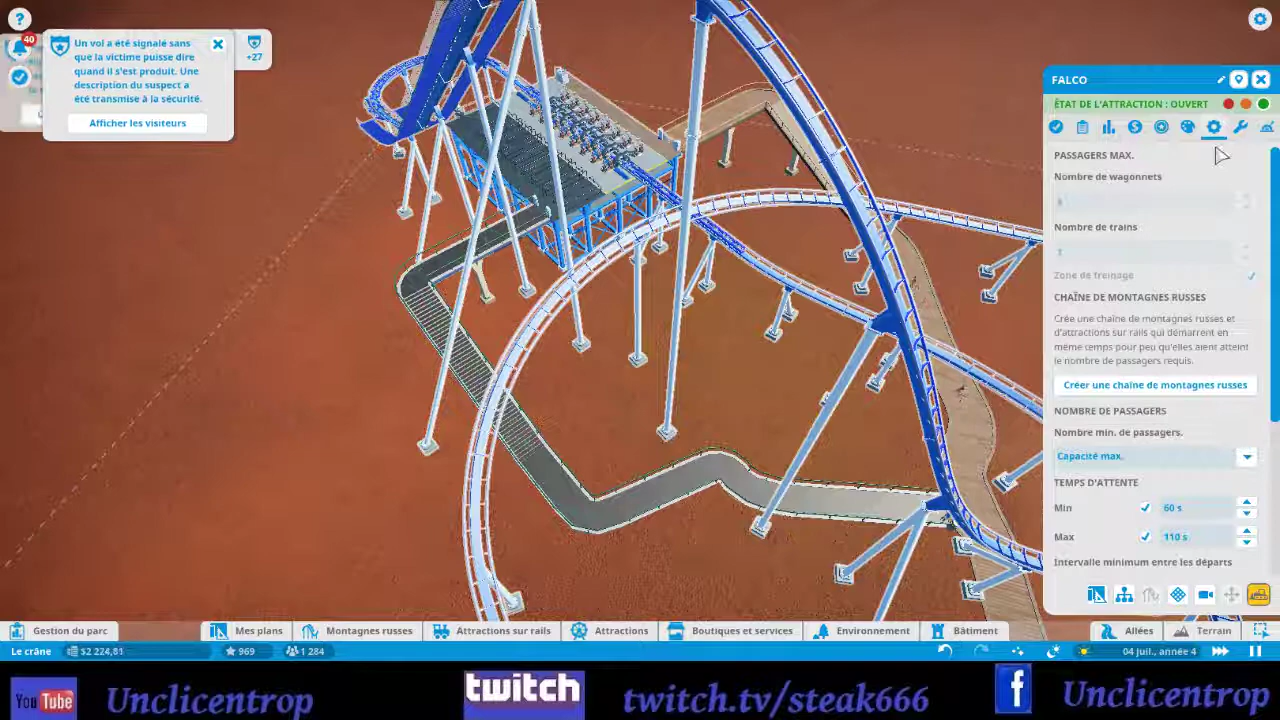 ?
40
Un vol a été signalé sans
que la victime puisse dire
quand il s'est produit. Une
description du suspect a
été transmise à la sécurité.
Afficher les visiteurs
+27
FALCO
ÉTAT DE L'ATTRACTION : OUVERT
PASSAGERS MAX.
Nombre de wagonnets
Nombre de trains
Zone de freinage
CHAÎNE DE MONTAGNES RUSSES
Crée une chaîne de montagnes russes et
d'attractions sur rails qui démarrent en
même temps pour peu qu'elles aient atteint
le nombre de passagers requis.
Créer une chaîne de montagnes russes
NOMBRE DE PASSAGERS
Nombre min. de passagers.
Capacité max.
TEMPS D'ATTENTE
Min
60 s
Max
110 s
Intervalle minimum entre les départs
Gestion du parc
Mes plans
Montagnes russes
Attractions sur rails
Attractions
Boutiques et services
Environnement
Bâtiment
Allées
Terrain
Le crâne
$2 224,81
969
1 284
04 juil., année 4
YouTube
Unclicentrop
twitch
twitch.tv/steak666
f
Unclicentrop